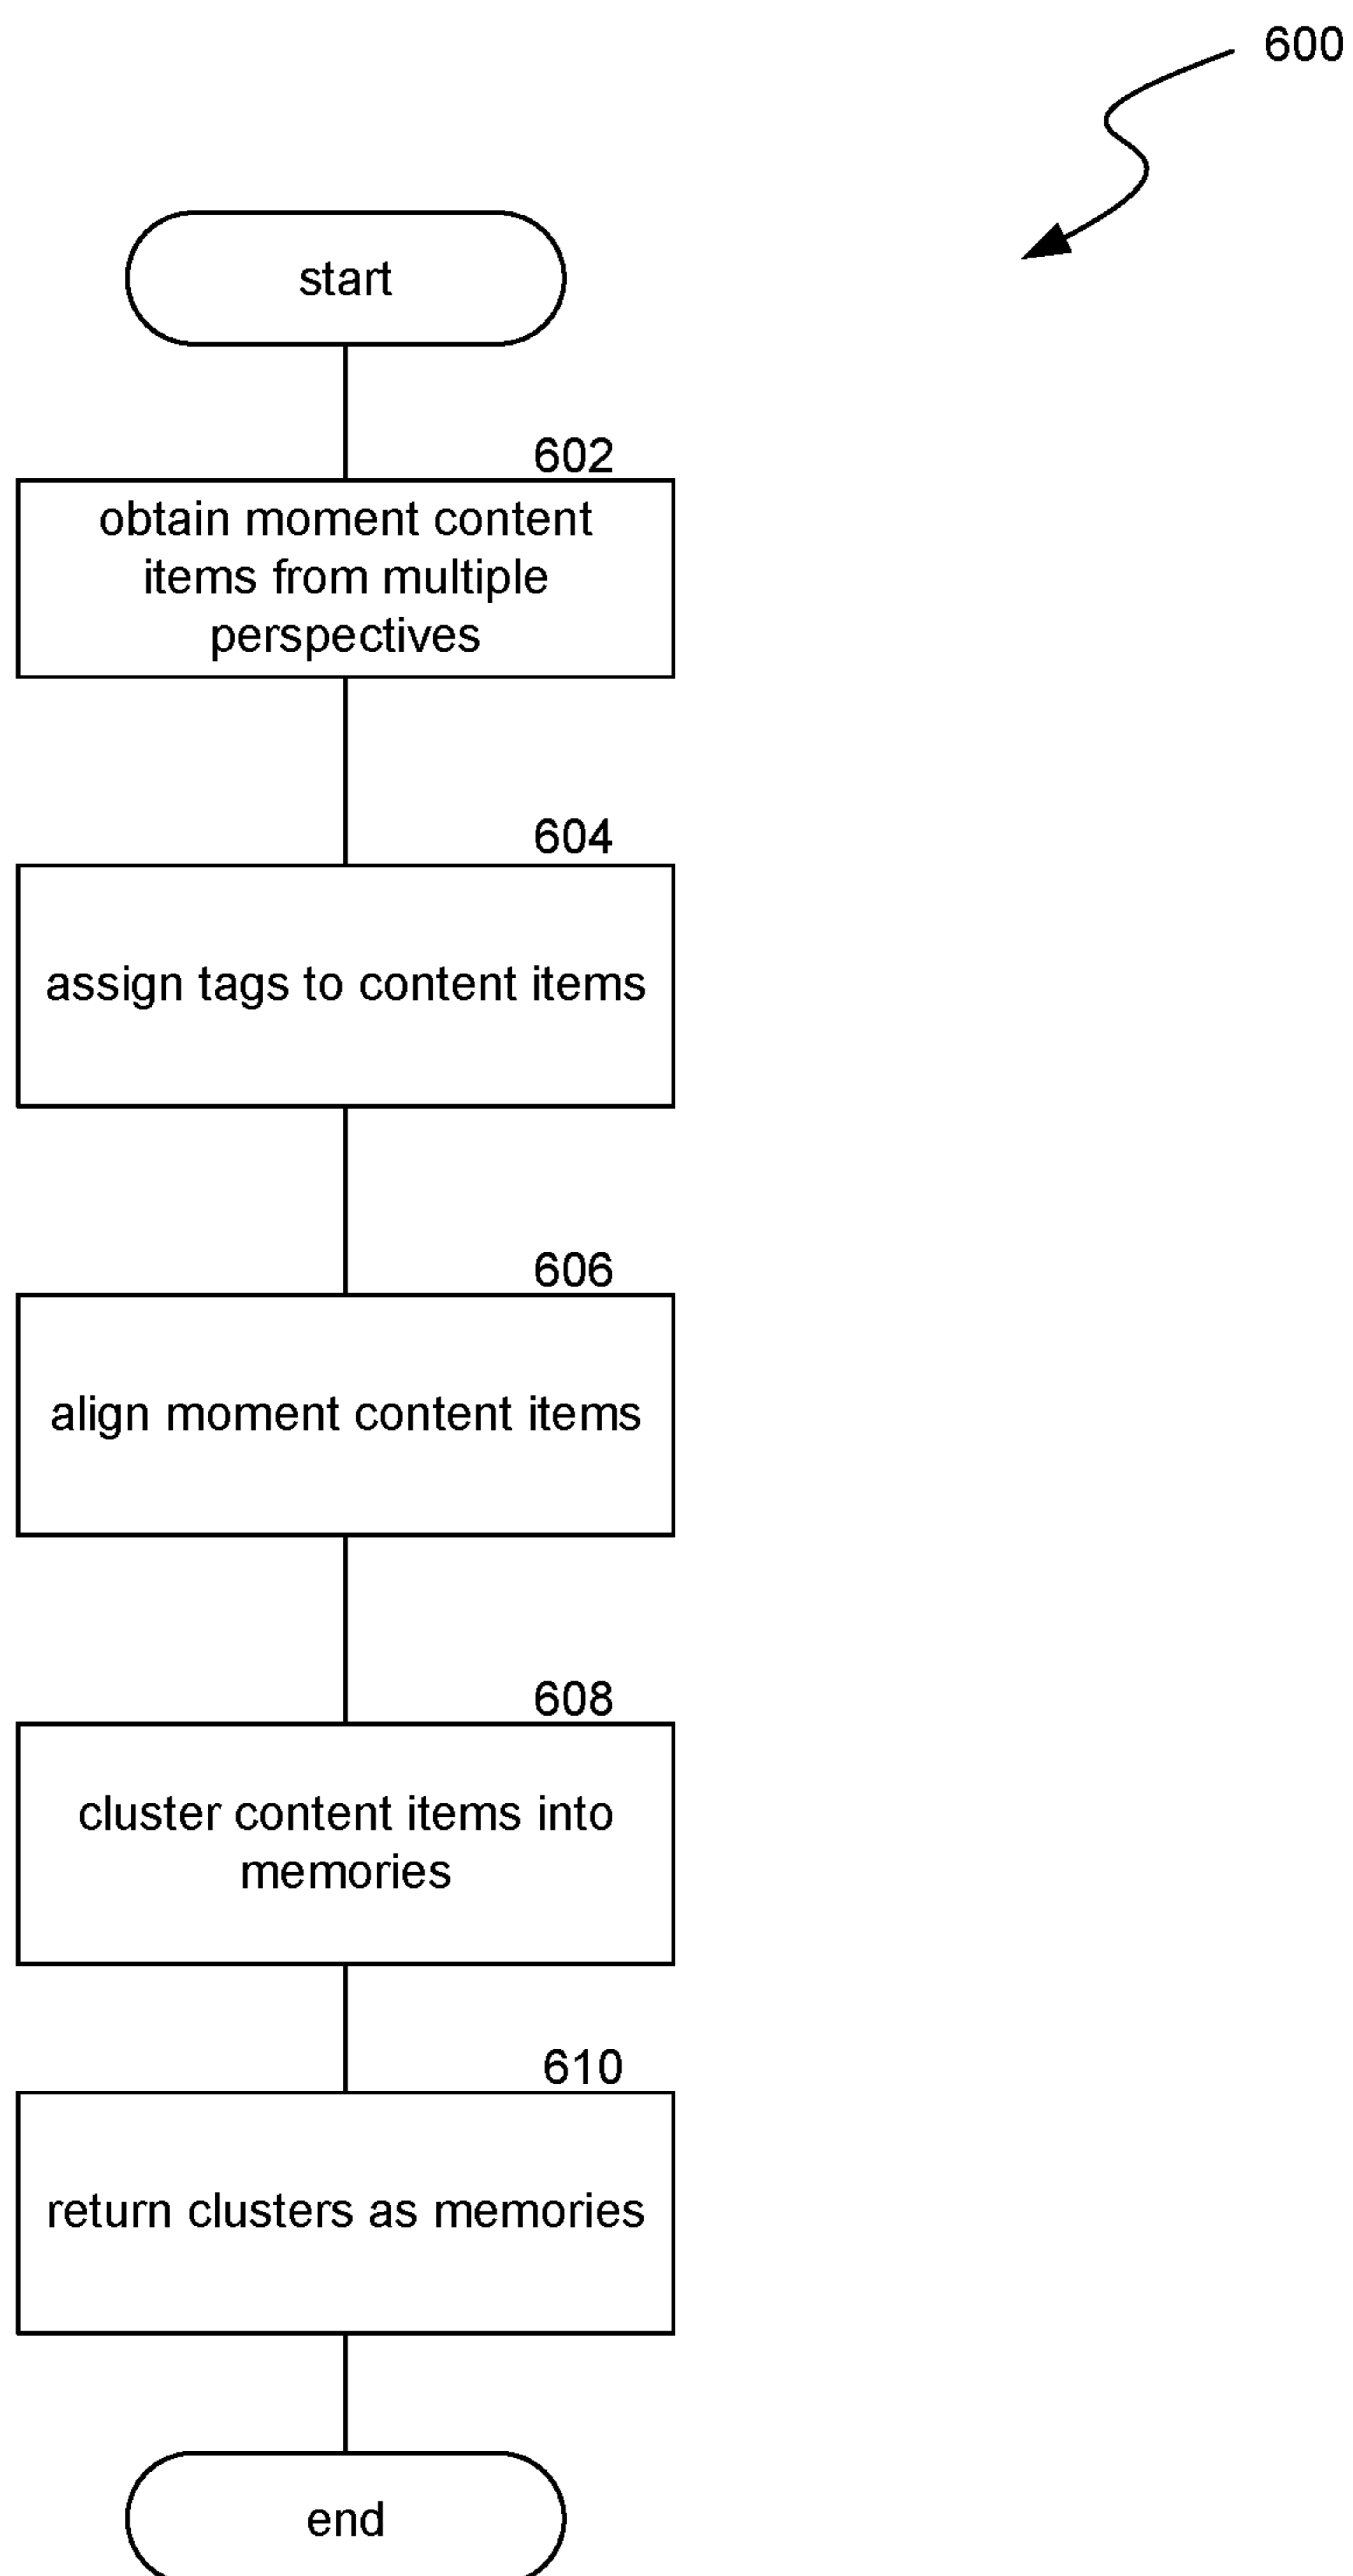 600
start
602
obtain moment content
items from multiple
perspectives
604
assign tags to content items
606
align moment content items
608
cluster content items into
memories
610
return clusters as memories
end